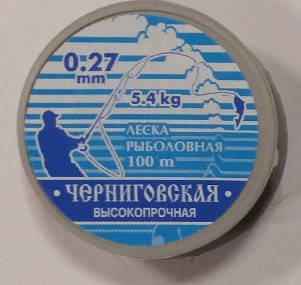 0.27
mm
5.4 kg
ЛЕСКА
РЫБОЛОВНАЯ
100 m
· ЧЕРНИГОВСКАЯ ·
ВЫСОКОПРОЧНАЯ